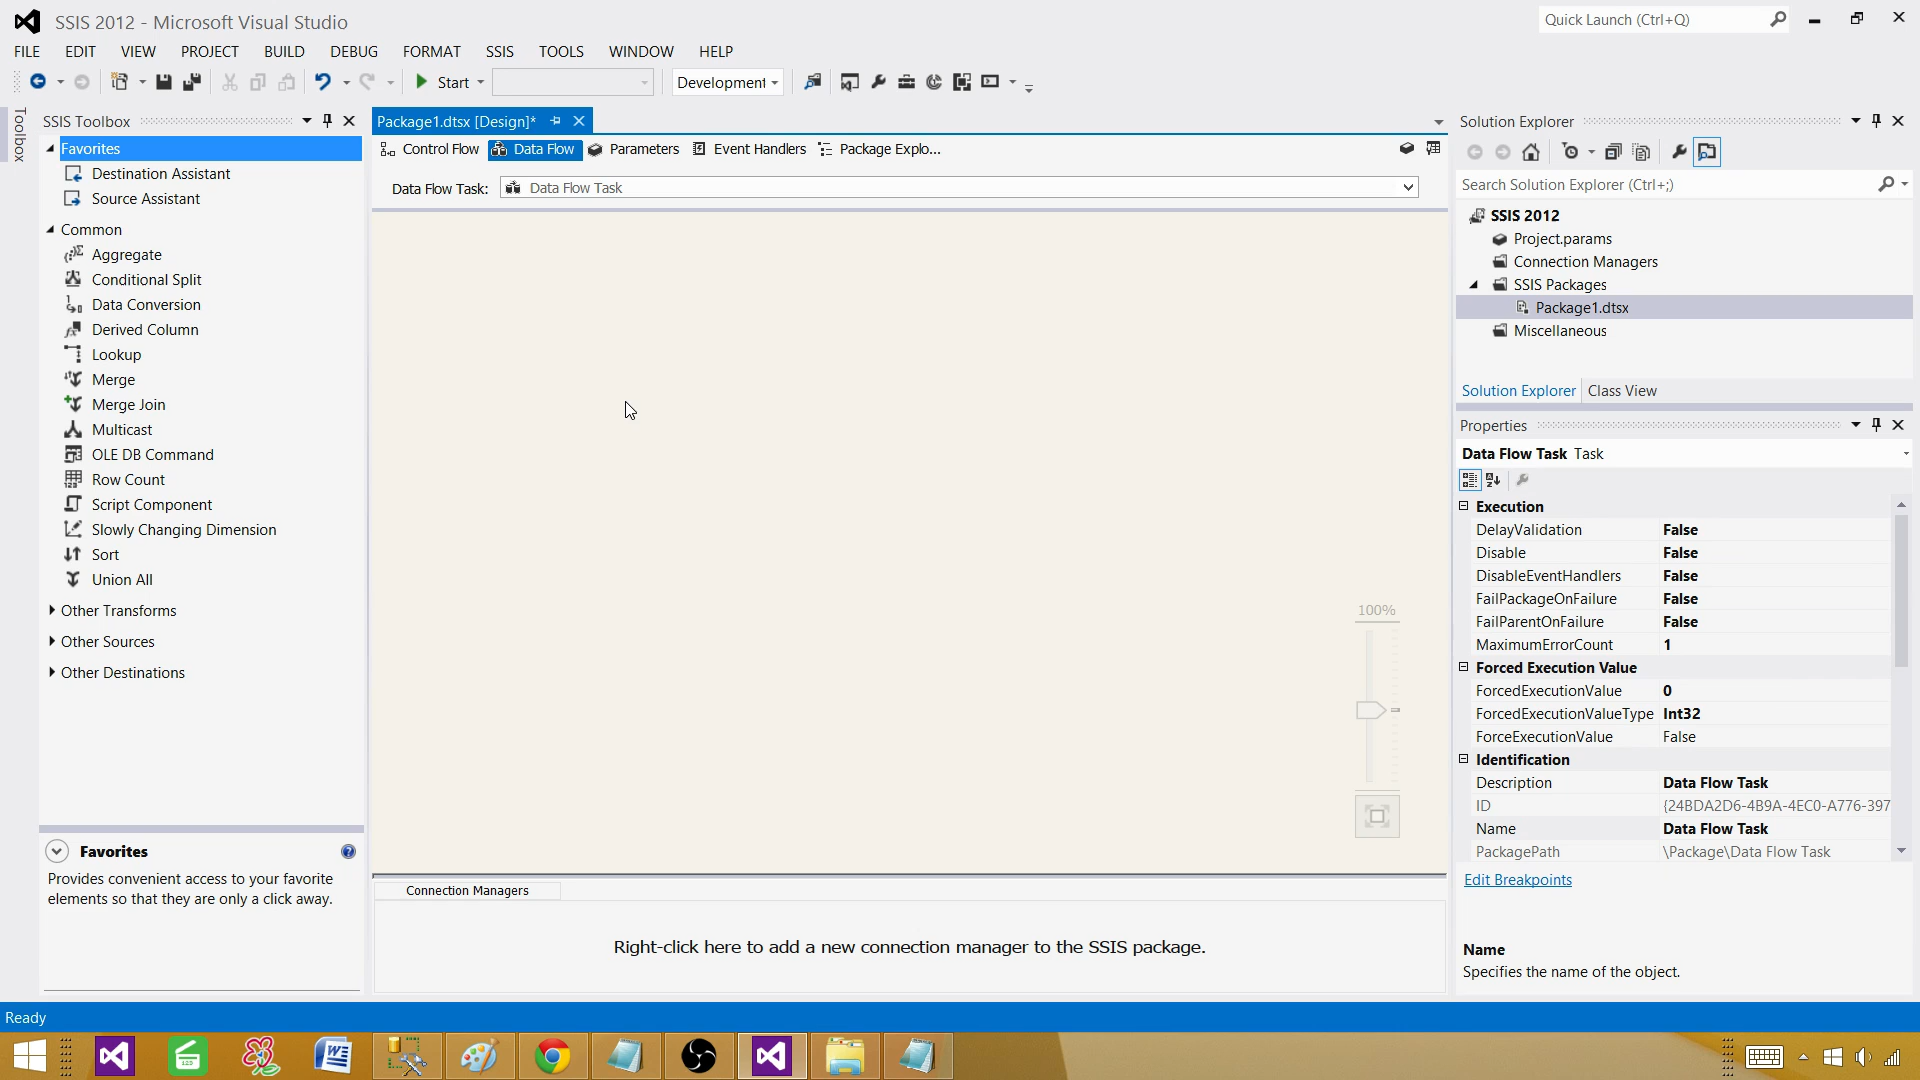 SSIS 2012 - Microsoft Visual Studio
Quick Launch (Ctrl+Q)
FILE EDIT VIEW PROJECT BUILD DEBUG FORMAT SSIS TOOLS WINDOW HELP
Start
Development
Toolbox
SSIS Toolbox
Favorites
Destination Assistant
Source Assistant
Common
Aggregate
Conditional Split
Data Conversion
Derived Column
Lookup
Merge
Merge Join
Multicast
OLE DB Command
Row Count
Script Component
Slowly Changing Dimension
Sort
Union All
Other Transforms
Other Sources
Other Destinations
Favorites
Provides convenient access to your favorite
elements so that they are only a click away.
Package1.dtsx [Design]*
Control Flow Data Flow Parameters Event Handlers Package Explo...
Data Flow Task: Data Flow Task
100%
Connection Managers
Right-click here to add a new connection manager to the SSIS package.
Solution Explorer
Search Solution Explorer (Ctrl+;)
SSIS 2012
Project.params
Connection Managers
SSIS Packages
Package1.dtsx
Miscellaneous
Solution Explorer Class View
Properties
Data Flow Task Task
Execution
DelayValidation False
Disable False
DisableEventHandlers False
FailPackageOnFailure False
FailParentOnFailure False
MaximumErrorCount 1
Forced Execution Value
ForcedExecutionValue 0
ForcedExecutionValueType Int32
ForceExecutionValue False
Identification
Description Data Flow Task
ID {24BDA2D6-4B9A-4EC0-A776-397
Name Data Flow Task
PackagePath \Package\Data Flow Task
Edit Breakpoints
Name
Specifies the name of the object.
Ready